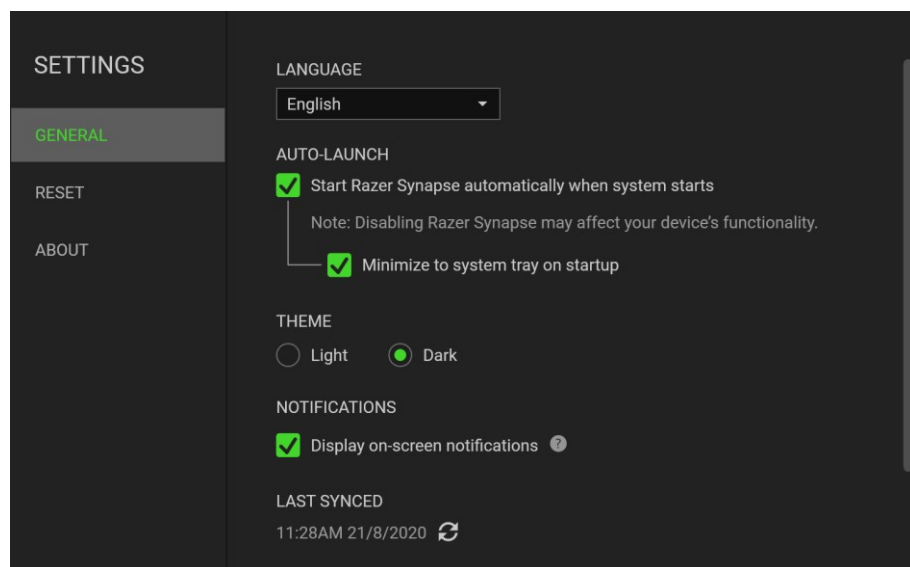 SETTINGS
GENERAL
RESET
ABOUT
LANGUAGE
English
AUTO-LAUNCH
Start Razer Synapse automatically when system starts
Note: Disabling Razer Synapse may affect your device’s functionality.
Minimize to system tray on startup
THEME
Light
Dark
NOTIFICATIONS
Display on-screen notifications ?
LAST SYNCED
11:28AM 21/8/2020